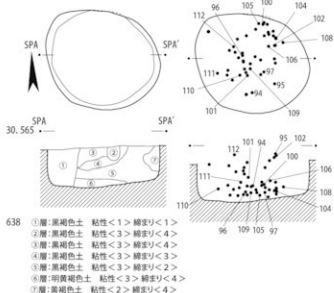 96 105 100 104
112 102
SPA SPA'
108
101 106
111 97
95
110 94
109
SPA SPA'
30.565
95 102
101 94
112 100
① ③ ② ⑦
④
111 106
⑤ 108
⑥
110 104
96 109 105 97
638 ①層:黒褐色土 粘性<1>締まり<1>
②層:黒褐色土 粘性<3>締まり<4>
③層:黒褐色土 粘性<3>締まり<4>
④層:黒褐色土 粘性<3>締まり<4>
⑤層:黒褐色土 粘性<3>締まり<2>
⑥層:明黄褐色土 粘性<3>締まり<4>
⑦層:黄褐色土 粘性<2>締まり<4>